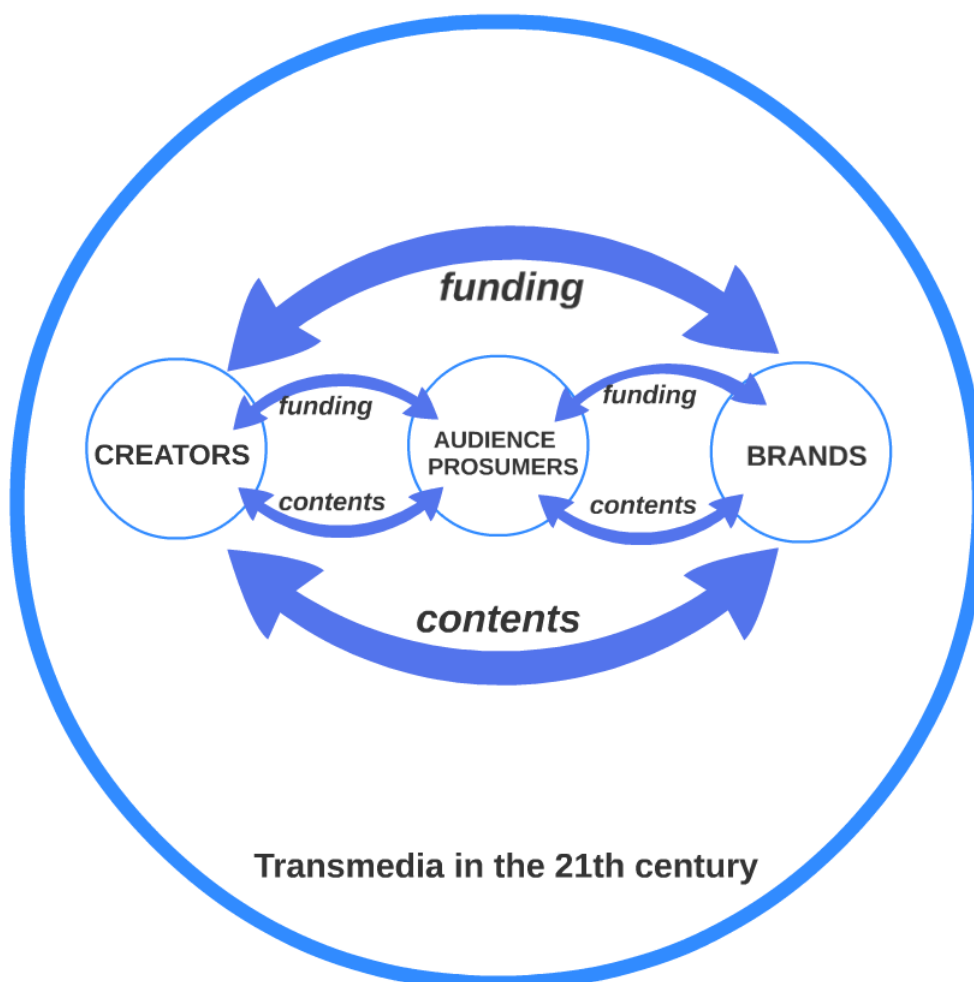 funding
funding
funding
CREATORS
AUDIENCE
PROSUMERS
BRANDS
contents
contents
contents
Transmedia in the 21th century